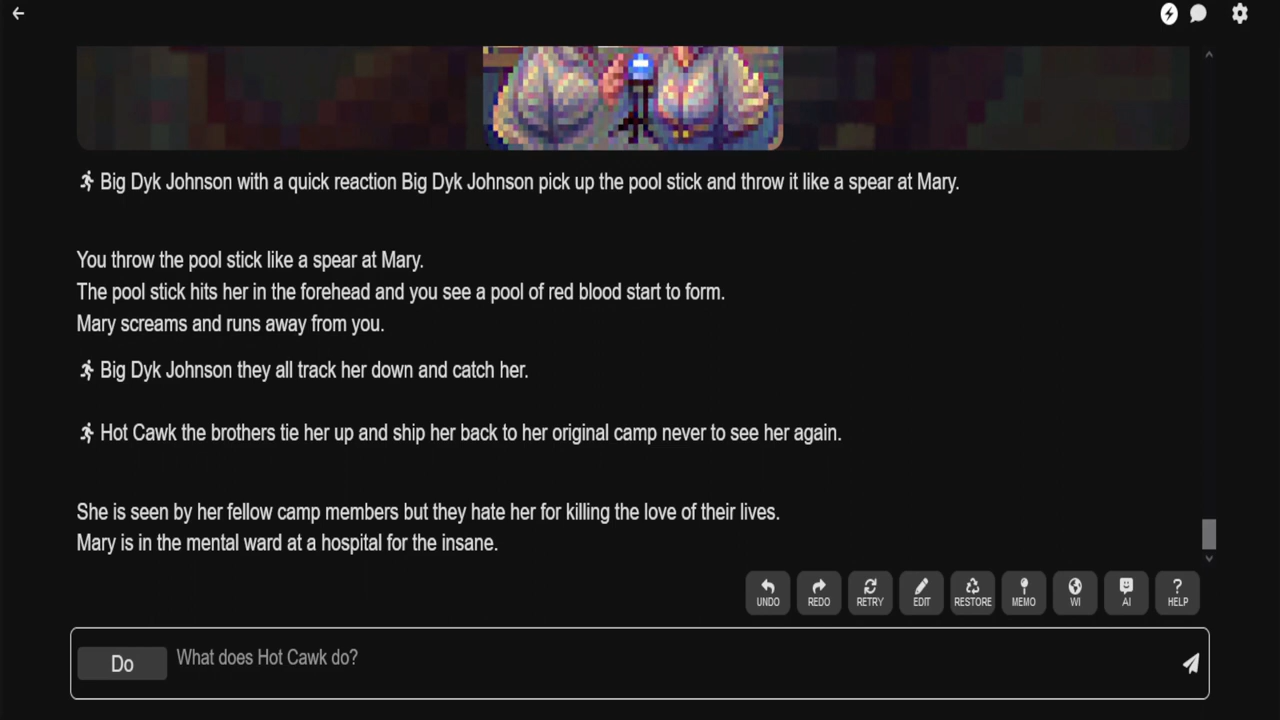 Big Dyk Johnson with a quick reaction Big Dyk Johnson pick up the pool stick and throw it like a spear at Mary.
You throw the pool stick like a spear at Mary.
The pool stick hits her in the forehead and you see a pool of red blood start to form.
Mary screams and runs away from you.
Big Dyk Johnson they all track her down and catch her.
Hot Cawk the brothers tie her up and ship her back to her original camp never to see her again.
She is seen by her fellow camp members but they hate her for killing the love of their lives.
Mary is in the mental ward at a hospital for the insane.
UNDO REDO RETRY EDIT RESTORE MEMO WI AI HELP
Do What does Hot Cawk do?